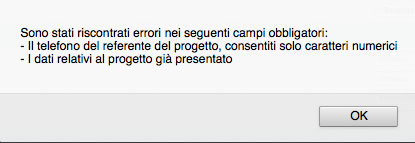 Sono stati riscontrati errori nei seguenti campi obbligatori:
- Il telefono del referente del progetto, consentiti solo caratteri numerici
- I dati relativi al progetto già presentato
OK